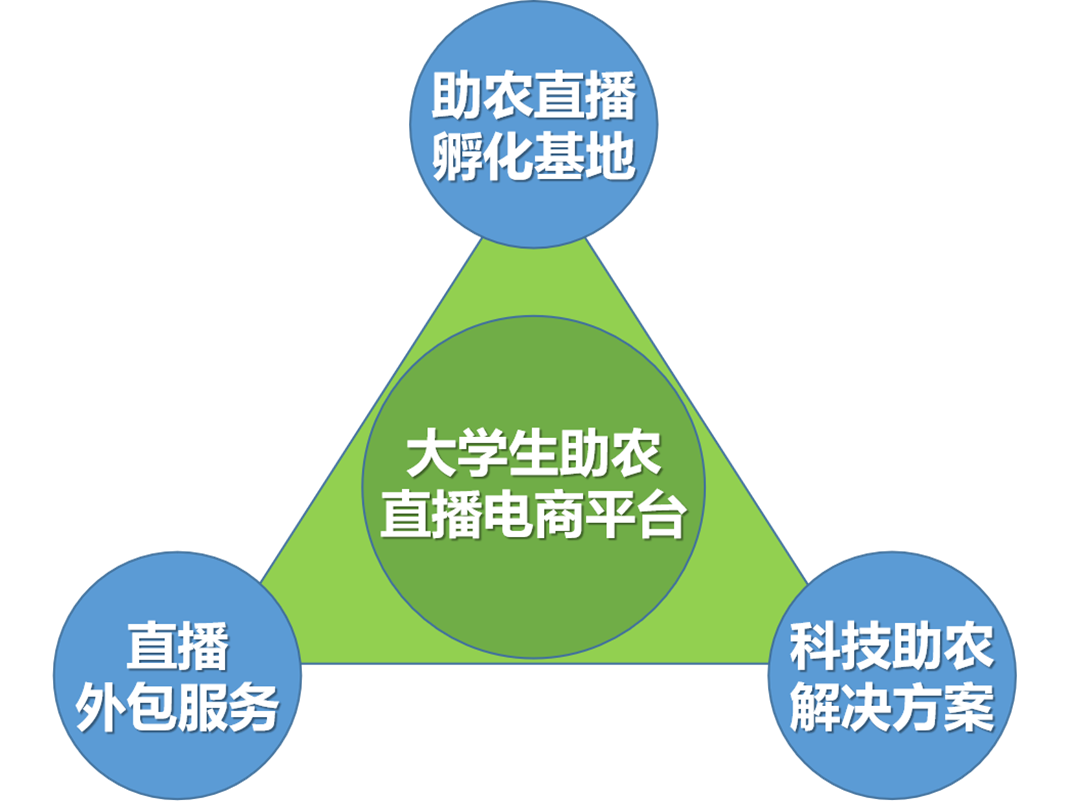 助农直播
孵化基地
大学生助农
直播电商平台
直播
外包服务
科技助农
解决方案